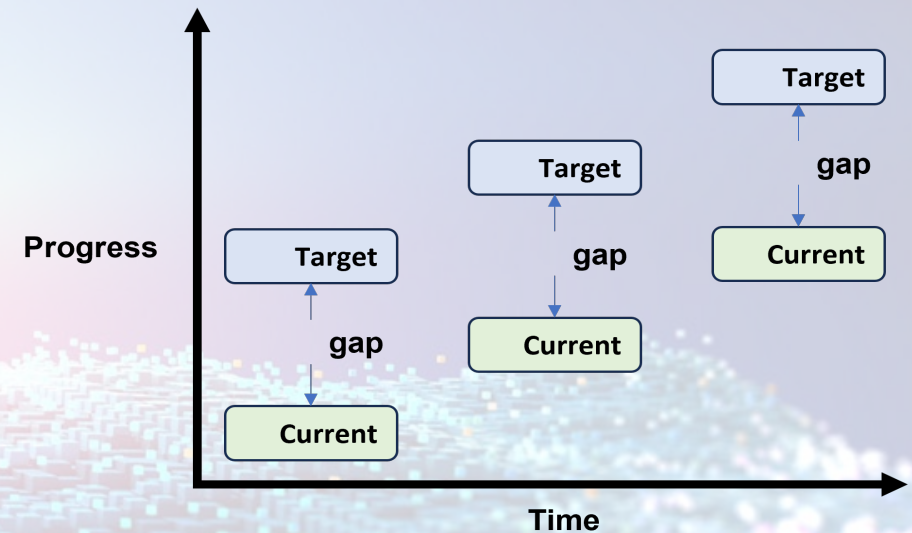 Target
gap
Target
Current
gap
Progress
Target
Current
gap
Current
Time